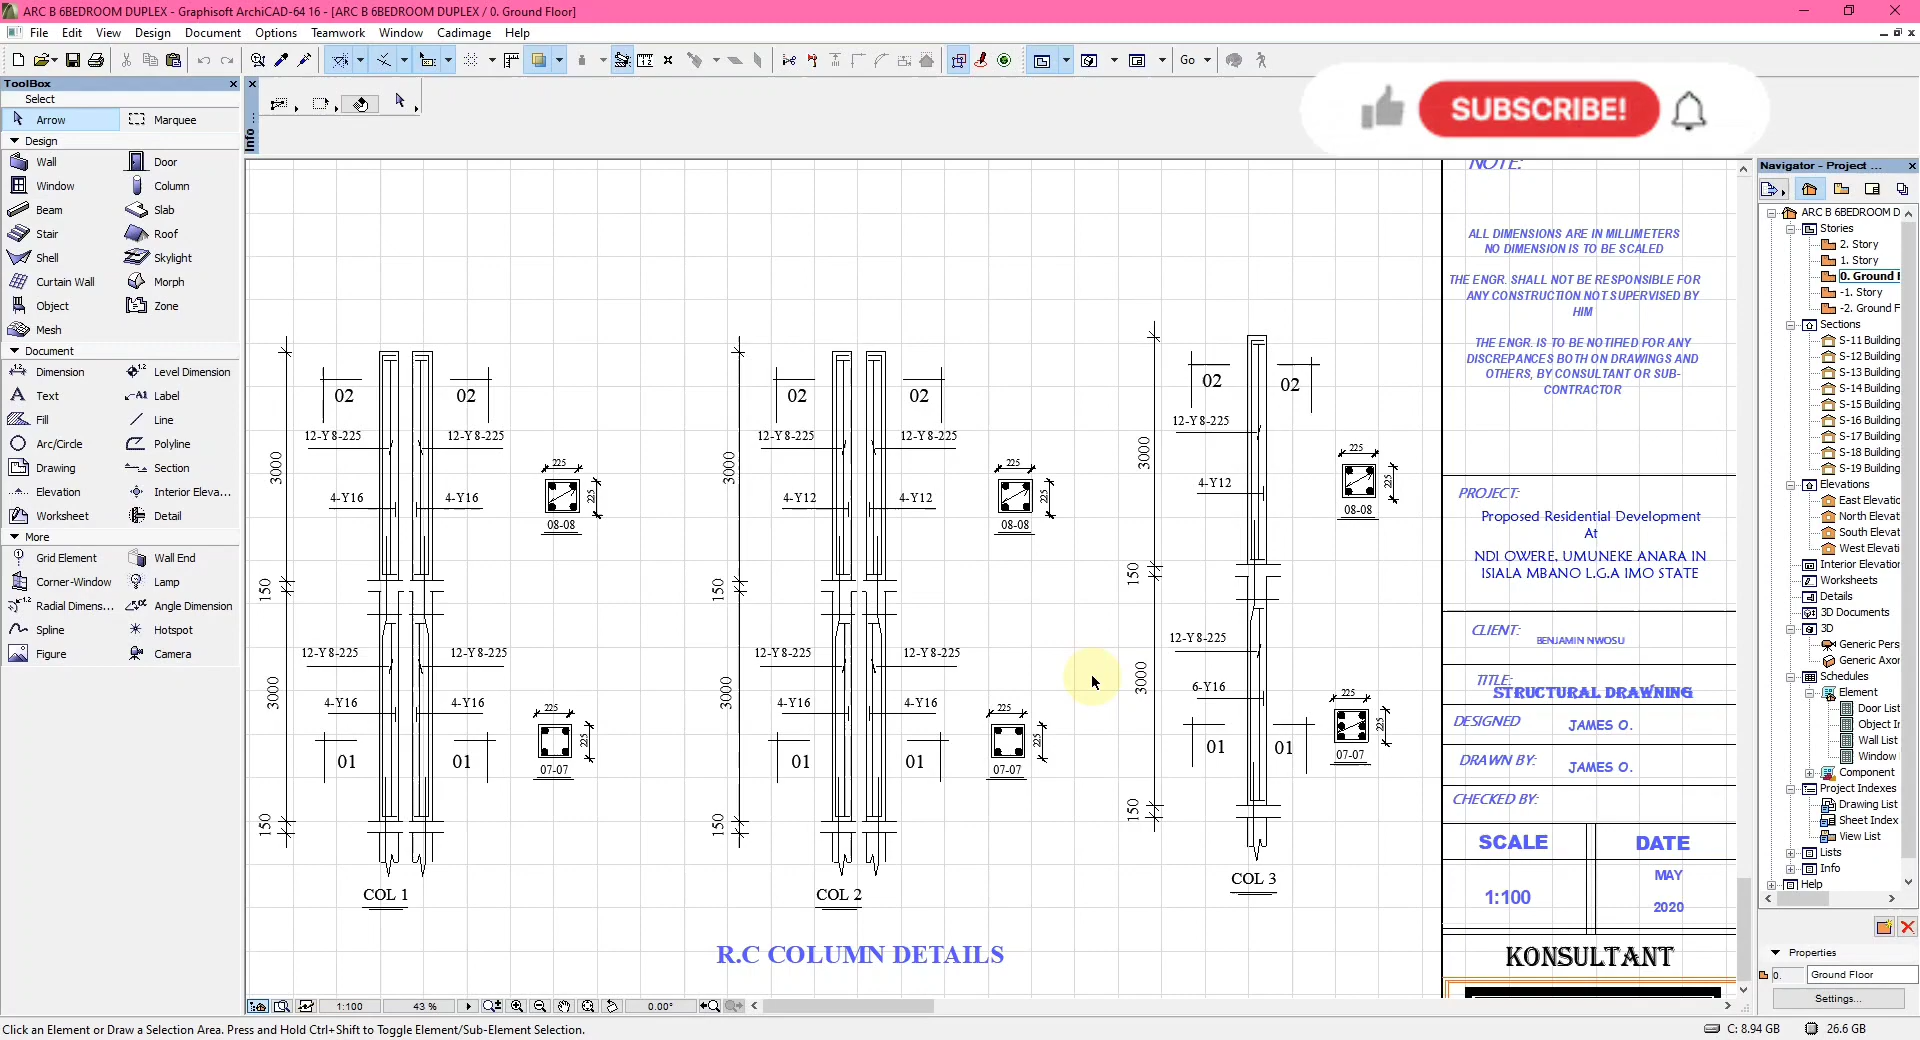 ARC B 6BEDROOM DUPLEX - Graphisoft ArchiCAD-64 16 - [ARC B 6BEDROOM DUPLEX / 0. Ground Floor]
File Edit View Design Document Options Teamwork Window Cadimage Help
Go
SUBSCRIBE!
ToolBox
Select
Arrow Marquee
Design
Wall Door
Window Column
Beam Slab
Stair Roof
Shell Skylight
Curtain Wall Morph
Object Zone
Mesh
Document
Dimension Level Dimension
Text Label
Fill Line
Arc/Circle Polyline
Drawing Section
Elevation Interior Eleva...
Worksheet Detail
More
Grid Element Wall End
Corner-Window Lamp
Radial Dimens... Angle Dimension
Spline Hotspot
Figure Camera
Info ...
02 02
12-Y8-225 12-Y8-225
3000
4-Y16 4-Y16
225
225
08-08
150
12-Y8-225 12-Y8-225
3000
4-Y16 4-Y16
225
225
01 01
07-07
150
COL 1
02 02
12-Y8-225 12-Y8-225
3000
4-Y12 4-Y12
225
225
08-08
150
12-Y8-225 12-Y8-225
3000
4-Y16 4-Y16
225
225
01 01
07-07
150
COL 2
02 02
12-Y8-225
3000
4-Y12
225
225
08-08
150
12-Y8-225
3000
6-Y16
225
225
01 01
07-07
150
COL 3
R.C COLUMN DETAILS
NOTE:
ALL DIMENSIONS ARE IN MILLIMETERS
NO DIMENSION IS TO BE SCALED
THE ENGR. SHALL NOT BE RESPONSIBLE FOR
ANY CONSTRUCTION NOT SUPERVISED BY
HIM
THE ENGR. IS TO BE NOTIFIED FOR ANY
DISCREPANCES BOTH ON DRAWINGS AND
OTHERS, BY CONSULTANT OR SUB-
CONTRACTOR
PROJECT:
Proposed Residential Development
At
NDI OWERE, UMUNEKE ANARA IN
ISIALA MBANO L.G.A IMO STATE
CLIENT:
BENJAMIN NWOSU
TITLE:
STRUCTURAL DRAWNING
DESIGNED JAMES O.
DRAWN BY: JAMES O.
CHECKED BY:
SCALE DATE
1:100 MAY
2020
KONSULTANT
Navigator - Project ...
ARC B 6BEDROOM D
Stories
2. Story
1. Story
0. Ground F
-1. Story
-2. Ground F
Sections
S-11 Building
S-12 Building
S-13 Building
S-14 Building
S-15 Building
S-16 Building
S-17 Building
S-18 Building
S-19 Building
Elevations
East Elevatio
North Elevat
South Elevat
West Elevati
Interior Elevation
Worksheets
Details
3D Documents
3D
Generic Pers
Generic Axor
Schedules
Element
Door List
Object In
Wall List
Window
Component
Project Indexes
Drawing List
Sheet Index
View List
Lists
Info
Help
Properties
0. Ground Floor
Settings...
1:100 43 % 0.00°
Click an Element or Draw a Selection Area. Press and Hold Ctrl+Shift to Toggle Element/Sub-Element Selection.
C: 8.94 GB 26.6 GB